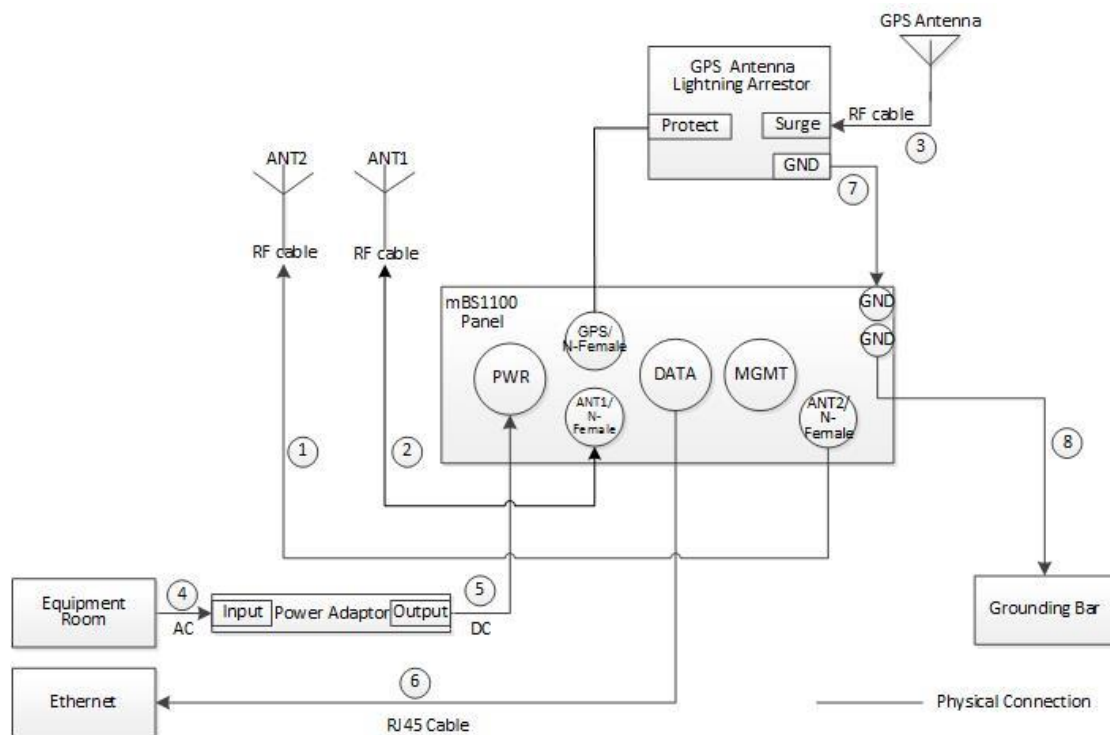 GPS Antenna
GPS Antenna
Lightning Arrestor
Protect
Surge
RF cable
3
GND
7
ANT2
ANT1
RF cable
RF cable
mBS1100
Panel
GND
GND
GPS/
N-Female
PWR
DATA
MGMT
ANT1/
N-
Female
ANT2/
N-
Female
1
2
8
Equipment
Room
4
AC
Input
Power Adaptor
Output
5
DC
Grounding Bar
Ethernet
6
RJ45 Cable
Physical Connection